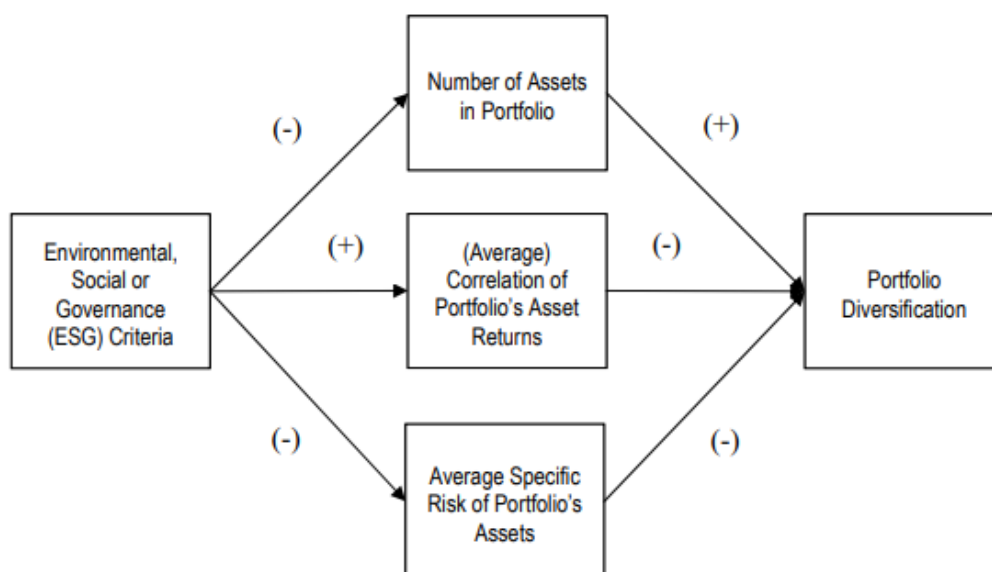 Number of Assets
in Portfolio
(-)
(+)
Environmental,
Social or
Governance
(ESG) Criteria
(+)
(Average)
Correlation of
Portfolio's Asset
Returns
(-)
Portfolio
Diversification
(-)
Average Specific
Risk of Portfolio's
Assets
(-)